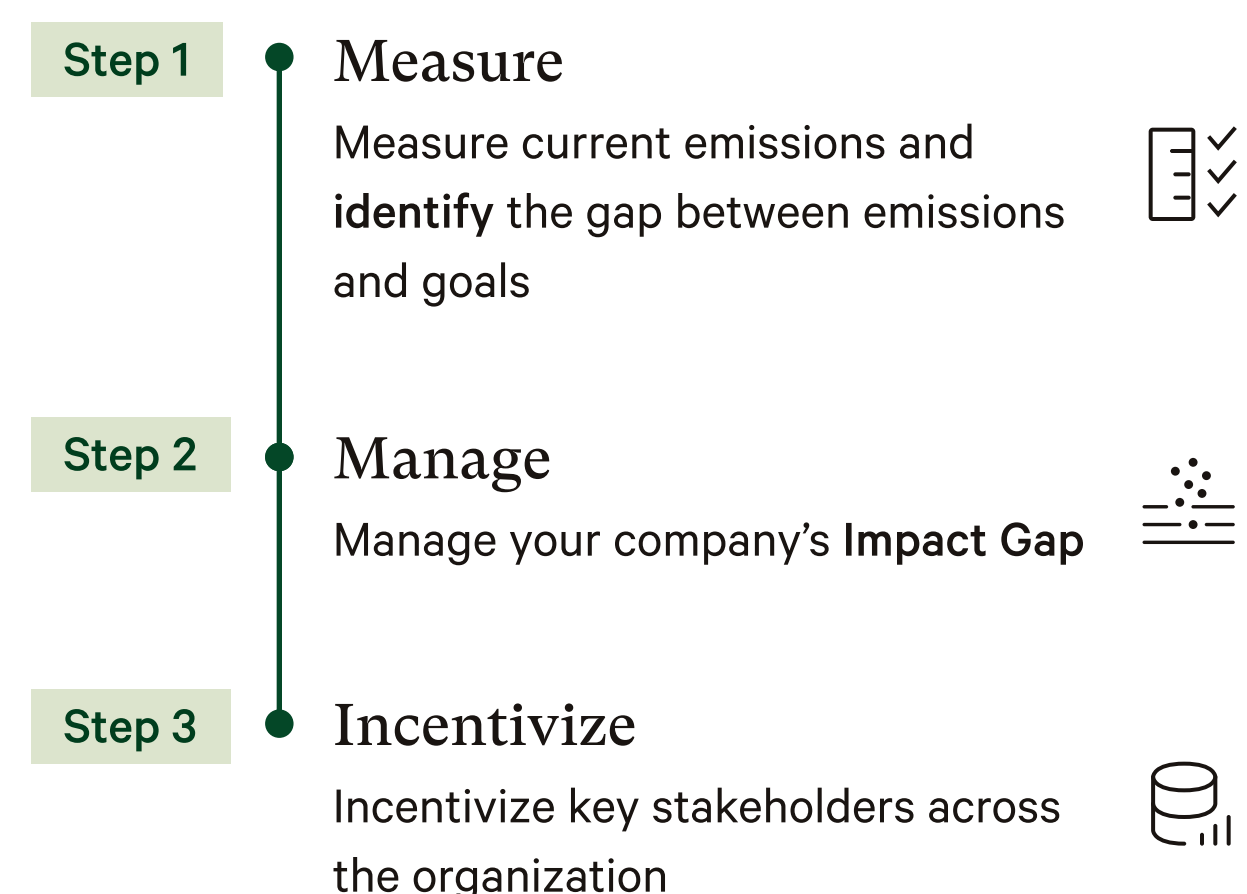 Step 1
Measure
Measure current emissions and
identify the gap between emissions
and goals
Step 2
Manage
Manage your company’s Impact Gap
Step 3
Incentivize
Incentivize key stakeholders across
the organization